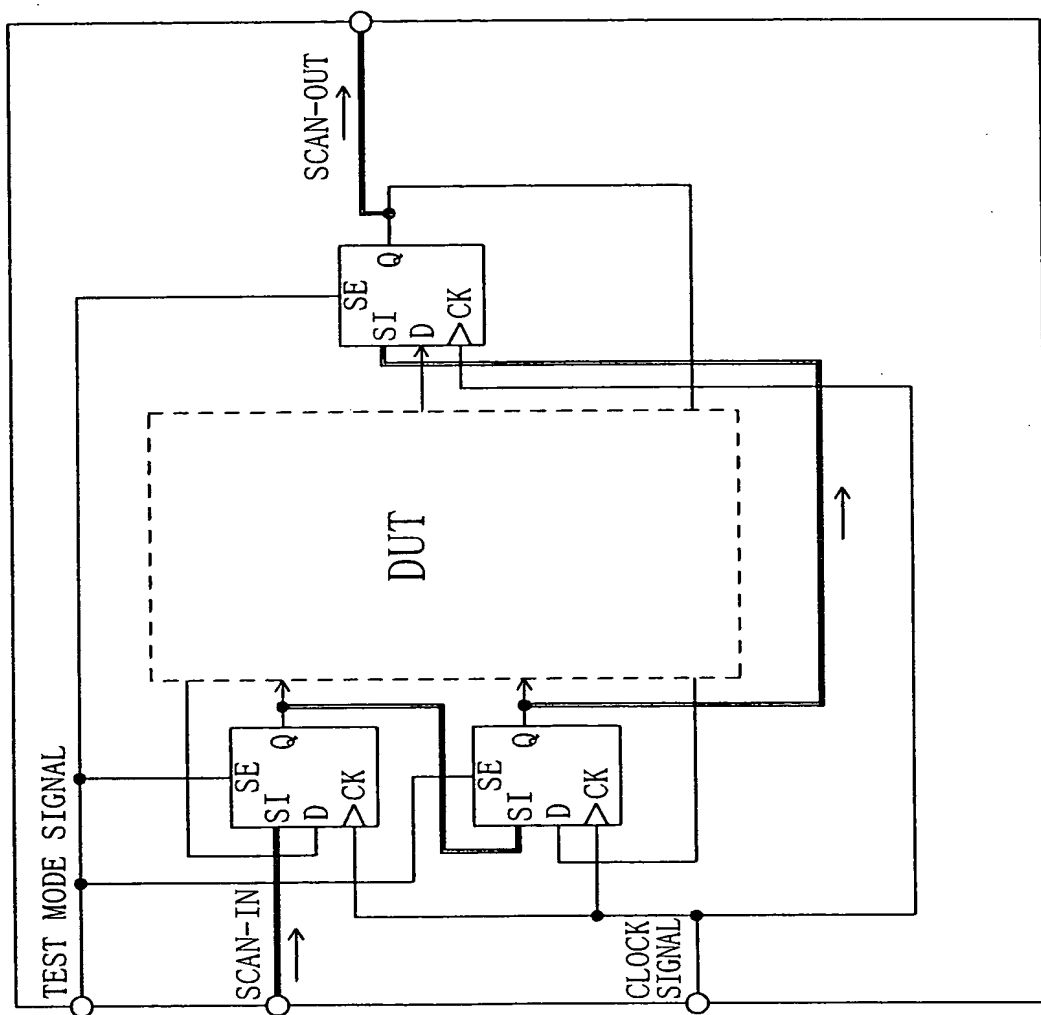 TEST MODE SIGNAL
SCAN-IN
SE
SI
Q
D
CK
SCAN-OUT
SE
SI
Q
D
CK
DUT
SE
SI
Q
D
CK
CLOCK
SIGNAL